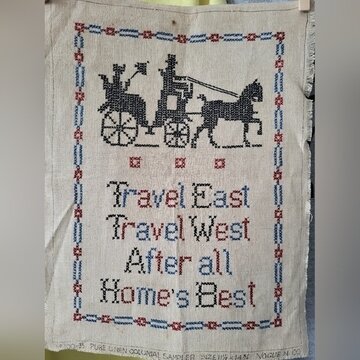 Travel East
Travel West
After all
Home's Best
PURE LINEN COLONIAL SAMPLER